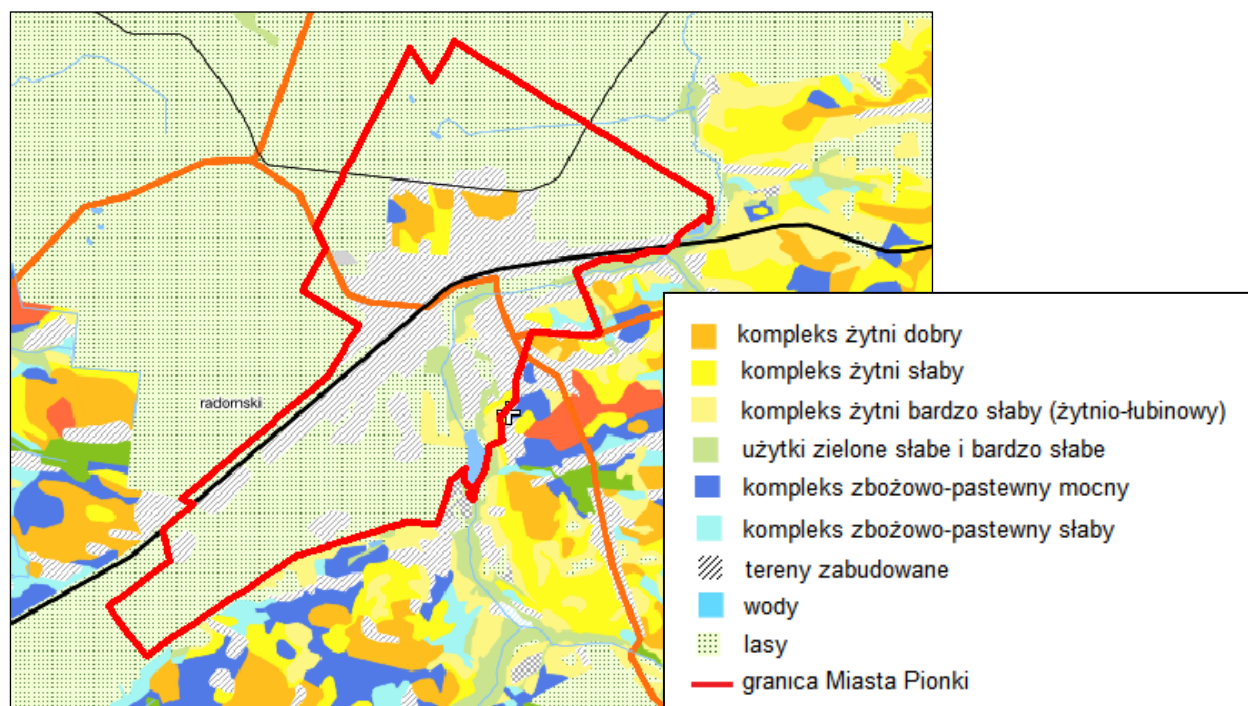 radomski
kompleks żytni dobry
kompleks żytni słaby
kompleks żytni bardzo słaby (żytnio-łubinowy)
użytki zielone słabe i bardzo słabe
kompleks zbożowo-pastewny mocny
kompleks zbożowo-pastewny słaby
tereny zabudowane
wody
lasy
granica Miasta Pionki